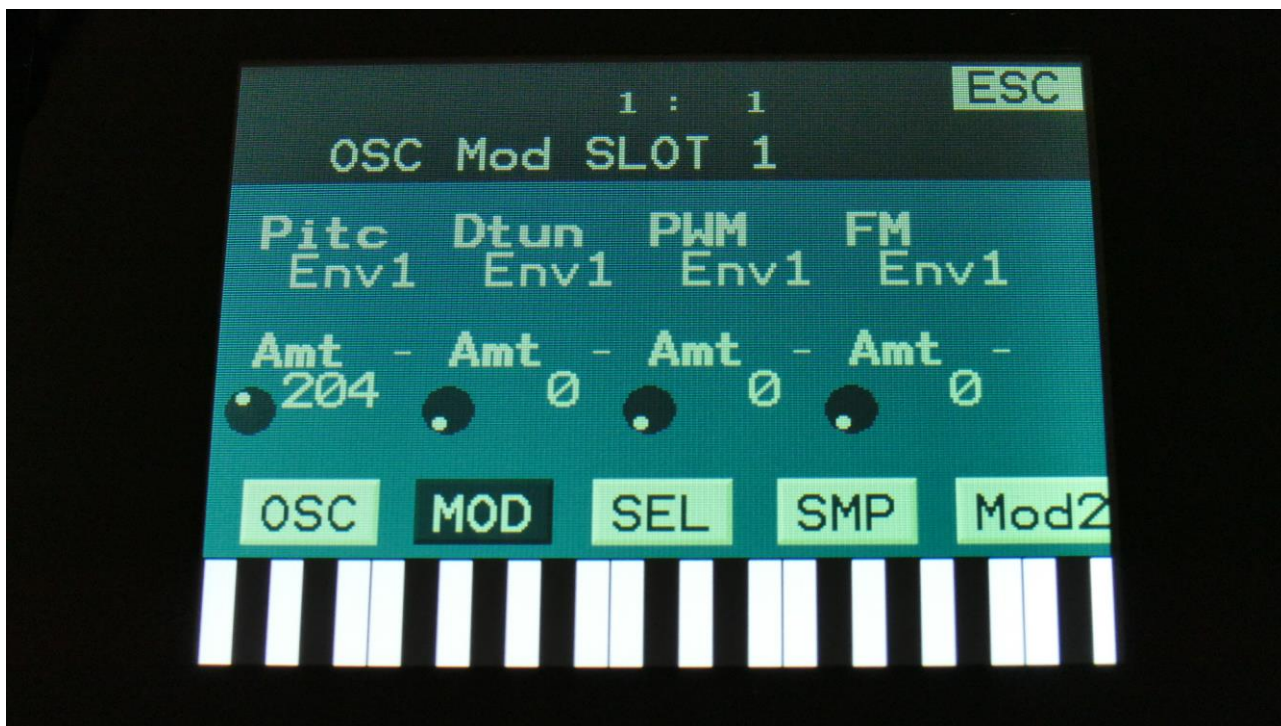 ESC
1 : 1
OSC Mod SLOT 1
Pitc Dtun PWM FM
Env1 Env1 Env1 Env1
Amt - Amt - Amt - Amt -
204 0 0 0
OSC MOD SEL SMP Mod2